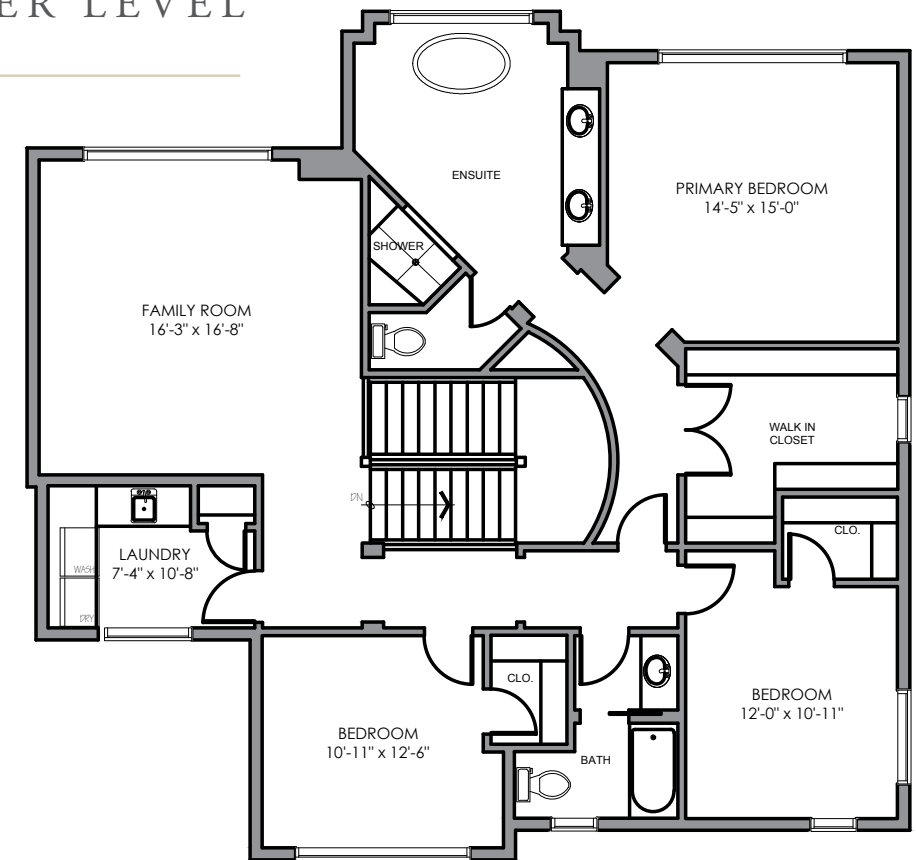 ER LEVEL
ENSUITE
PRIMARY BEDROOM
14'-5" x 15'-0"
SHOWER
FAMILY ROOM
16'-3" x 16'-8"
WALK IN
CLOSET
DN
DN
CLO.
LAUNDRY
7'-4" x 10'-8"
WASH
DRY
CLO.
BEDROOM
12'-0" x 10'-11"
BEDROOM
10'-11" x 12'-6"
BATH